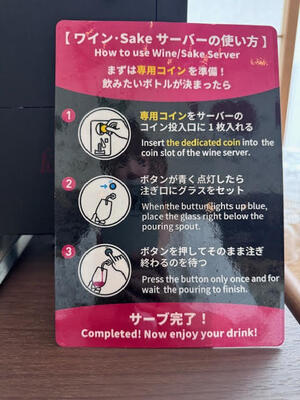 【ワイン・Sake サーバーの使い方】
How to use Wine/Sake Server
まずは専用コインを準備！
飲みたいボトルが決まったら
1
専用コインをサーバーの
コイン投入口に1枚入れる
Insert the dedicated coin into the
coin slot of the wine server.
2
ボタンが青く点灯したら
注ぎ口にグラスをセット
When the button lights up blue,
place the glass right below the
pouring spout.
3
ボタンを押してそのまま注ぎ
終わるのを待つ
Press the button only once and for
wait the pouring to finish.
サーブ完了！
Completed! Now enjoy your drink!